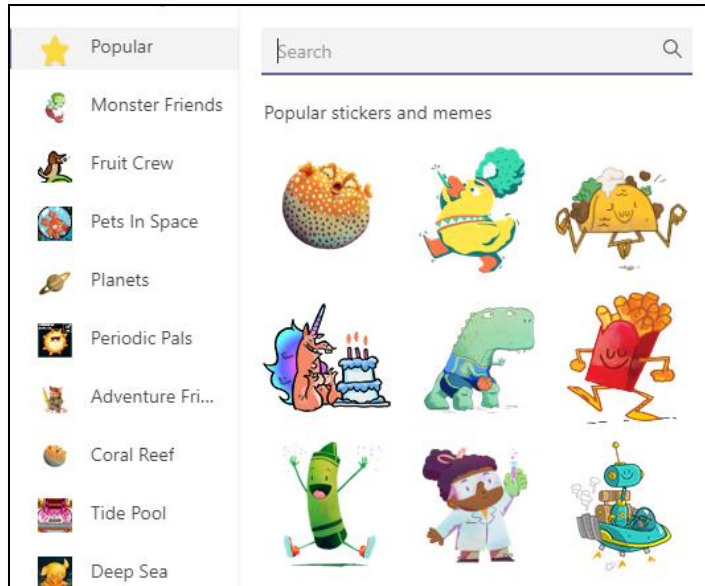 Popular
Monster Friends
Fruit Crew
Pets In Space
Planets
Periodic Pals
Adventure Fri...
Coral Reef
Tide Pool
Deep Sea
Search
Popular stickers and memes